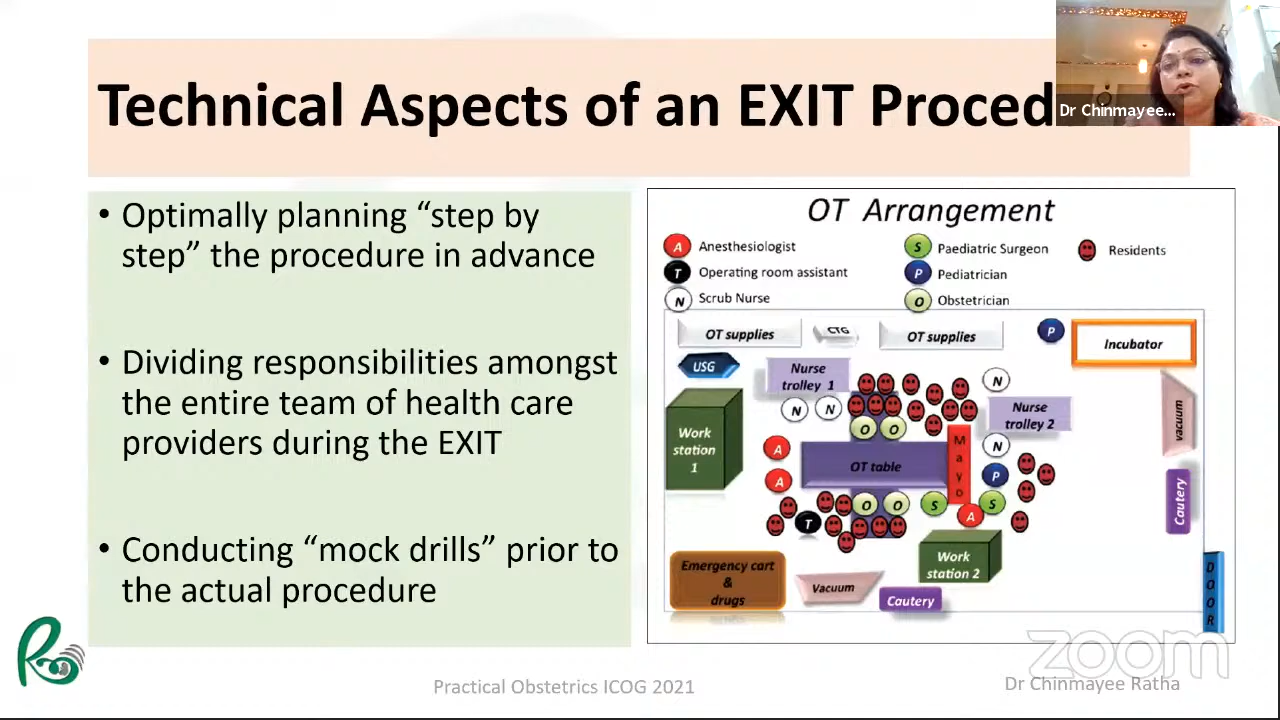 Technical Aspects of an EXIT Proced
Dr Chinmayee...
• Optimally planning “step by
step” the procedure in advance
• Dividing responsibilities amongst
the entire team of health care
providers during the EXIT
• Conducting “mock drills” prior to
the actual procedure
OT Arrangement
A Anesthesiologist
S Paediatric Surgeon
Residents
T Operating room assistant
P Pediatrician
N Scrub Nurse
O Obstetrician
OT supplies
CTG
OT supplies
P
Incubator
USG
Nurse
trolley 1
N
N N
Nurse
trolley 2
vacuum
Work
station
1
O O
A
OT table
Mayo
N
A
P
Cautery
O O
S
S
T
A
Emergency cart
&
drugs
Vacuum
Cautery
Work
station 2
DOOR
zoom
Practical Obstetrics ICOG 2021
Dr Chinmayee Ratha